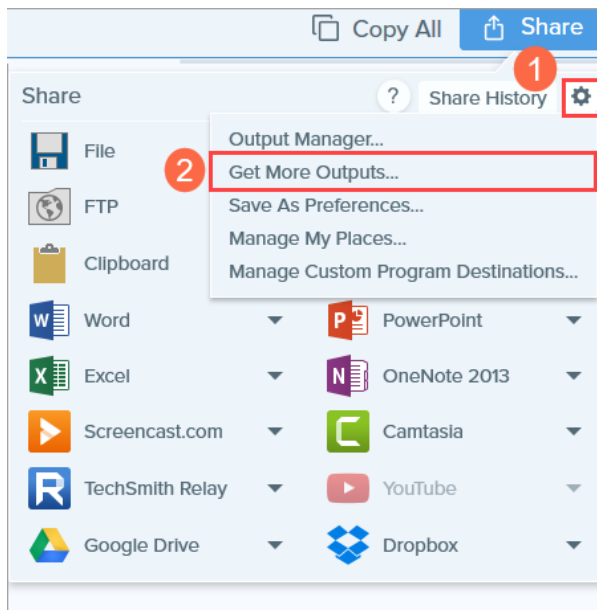 Copy All
Share
1
Share
?
Share History
File
Output Manager...
2
Get More Outputs...
FTP
Save As Preferences...
Manage My Places...
Clipboard
Manage Custom Program Destinations...
Word
PowerPoint
Excel
OneNote 2013
Screencast.com
Camtasia
TechSmith Relay
YouTube
Google Drive
Dropbox